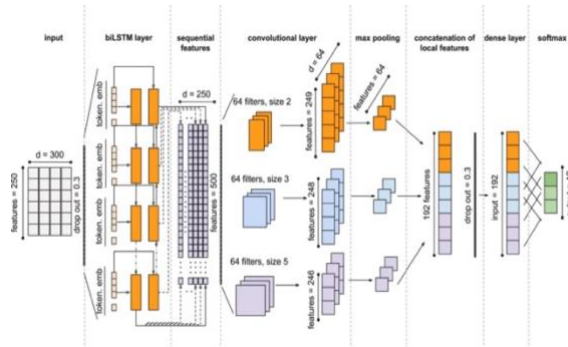 input
biLSTM layer
sequential features
convolutional layer
max pooling
concatenation of local features
dense layer
softmax
d = 300
features = 250
drop out = 0.3
token. emb
token. emb
token. emb
token. emb
d = 250
features = 500
64 filters, size 2
64 filters, size 3
64 filters, size 5
d = 64
features = 249
features = 248
features = 246
features = 64
192 features
drop out = 0.3
input = 192